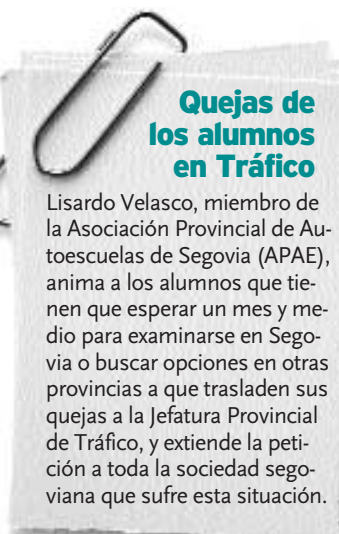 Quejas de
los alumnos
en Tráfico
Lisardo Velasco, miembro de
la Asociación Provincial de Au-
toescuelas de Segovia (APAE),
anima a los alumnos que tie-
nen que esperar un mes y me-
dio para examinarse en Sego-
via o buscar opciones en otras
provincias a que trasladen sus
quejas a la Jefatura Provincial
de Tráfico, y extiende la peti-
ción a toda la sociedad sego-
viana que sufre esta situación.